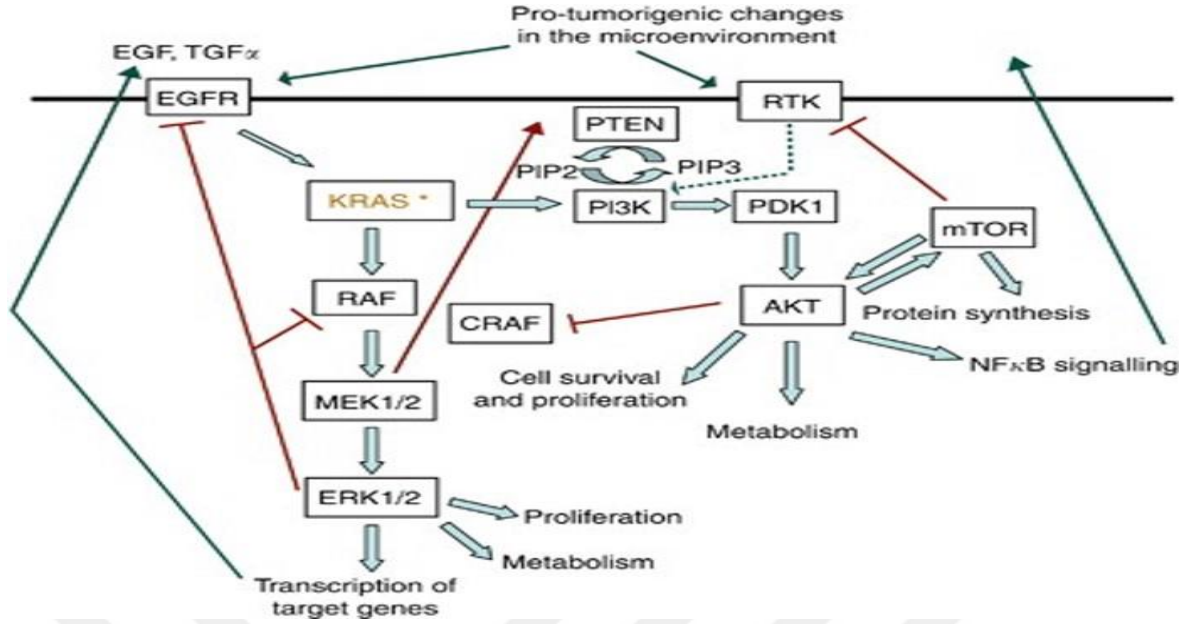 Pro-tumorigenic changes
in the microenvironment
EGF, TGFα
EGFR
RTK
PTEN
PIP2
PIP3
KRAS *
PI3K
PDK1
mTOR
RAF
CRAF
AKT
Protein synthesis
NFκB signalling
Cell survival
and proliferation
MEK1/2
Metabolism
ERK1/2
Proliferation
Metabolism
Transcription of
target genes